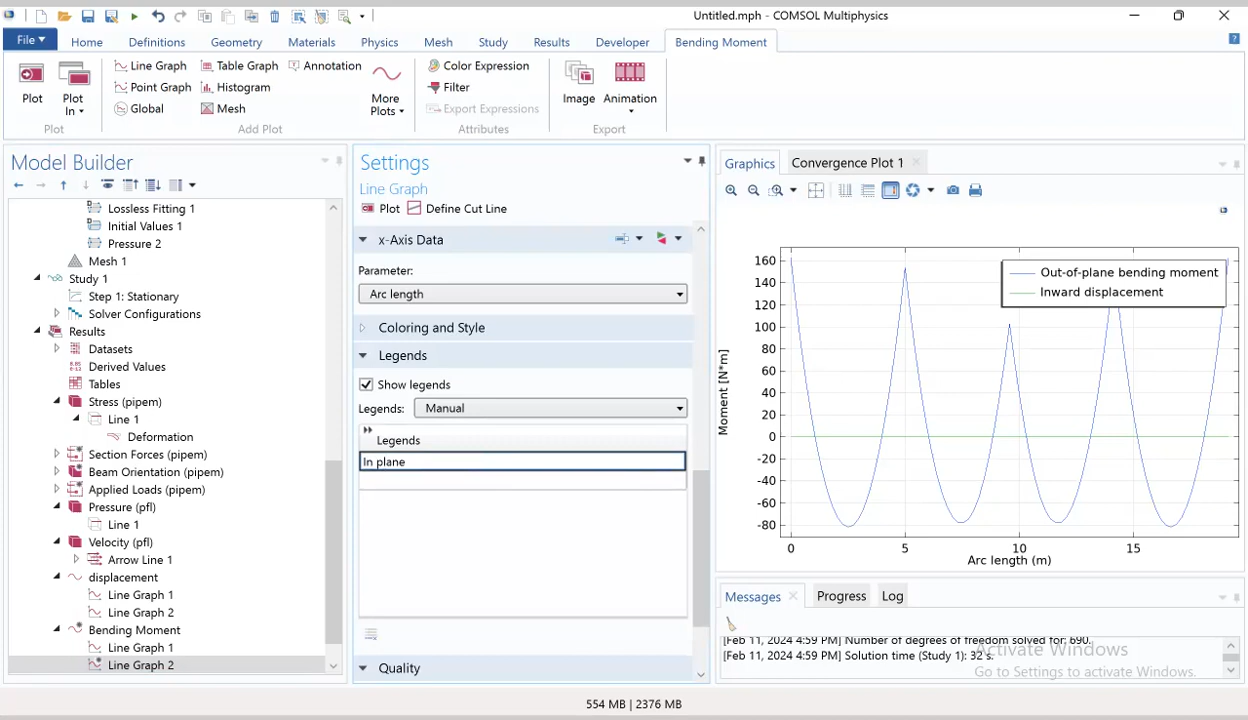 Untitled.mph - COMSOL Multiphysics
File Home Definitions Geometry Materials Physics Mesh Study Results Developer Bending Moment
Line Graph Table Graph Annotation Color Expression
Point Graph Histogram Filter
Plot Plot In More Plots Image Animation
Global Mesh Export Expressions
Plot Add Plot Attributes Export
Model Builder
Lossless Fitting 1
Initial Values 1
Pressure 2
Mesh 1
Study 1
Step 1: Stationary
Solver Configurations
Results
Datasets
Derived Values
Tables
Stress (pipem)
Line 1
Deformation
Section Forces (pipem)
Beam Orientation (pipem)
Applied Loads (pipem)
Pressure (pfl)
Line 1
Velocity (pfl)
Arrow Line 1
displacement
Line Graph 1
Line Graph 2
Bending Moment
Line Graph 1
Line Graph 2
Settings
Line Graph
Plot Define Cut Line
x-Axis Data
Parameter:
Arc length
Coloring and Style
Legends
Show legends
Legends: Manual
Legends
In plane
Quality
Graphics Convergence Plot 1
Out-of-plane bending moment
Inward displacement
160
140
120
100
80
60
40
20
0
-20
-40
-60
-80
Moment [N*m]
0 5 10 15
Arc length (m)
Messages Progress Log
[Feb 11, 2024 4:59 PM] Number of degrees of freedom solved for: 690.
[Feb 11, 2024 4:59 PM] Solution time (Study 1): 32 s.
Activate Windows
Go to Settings to activate Windows.
554 MB | 2376 MB